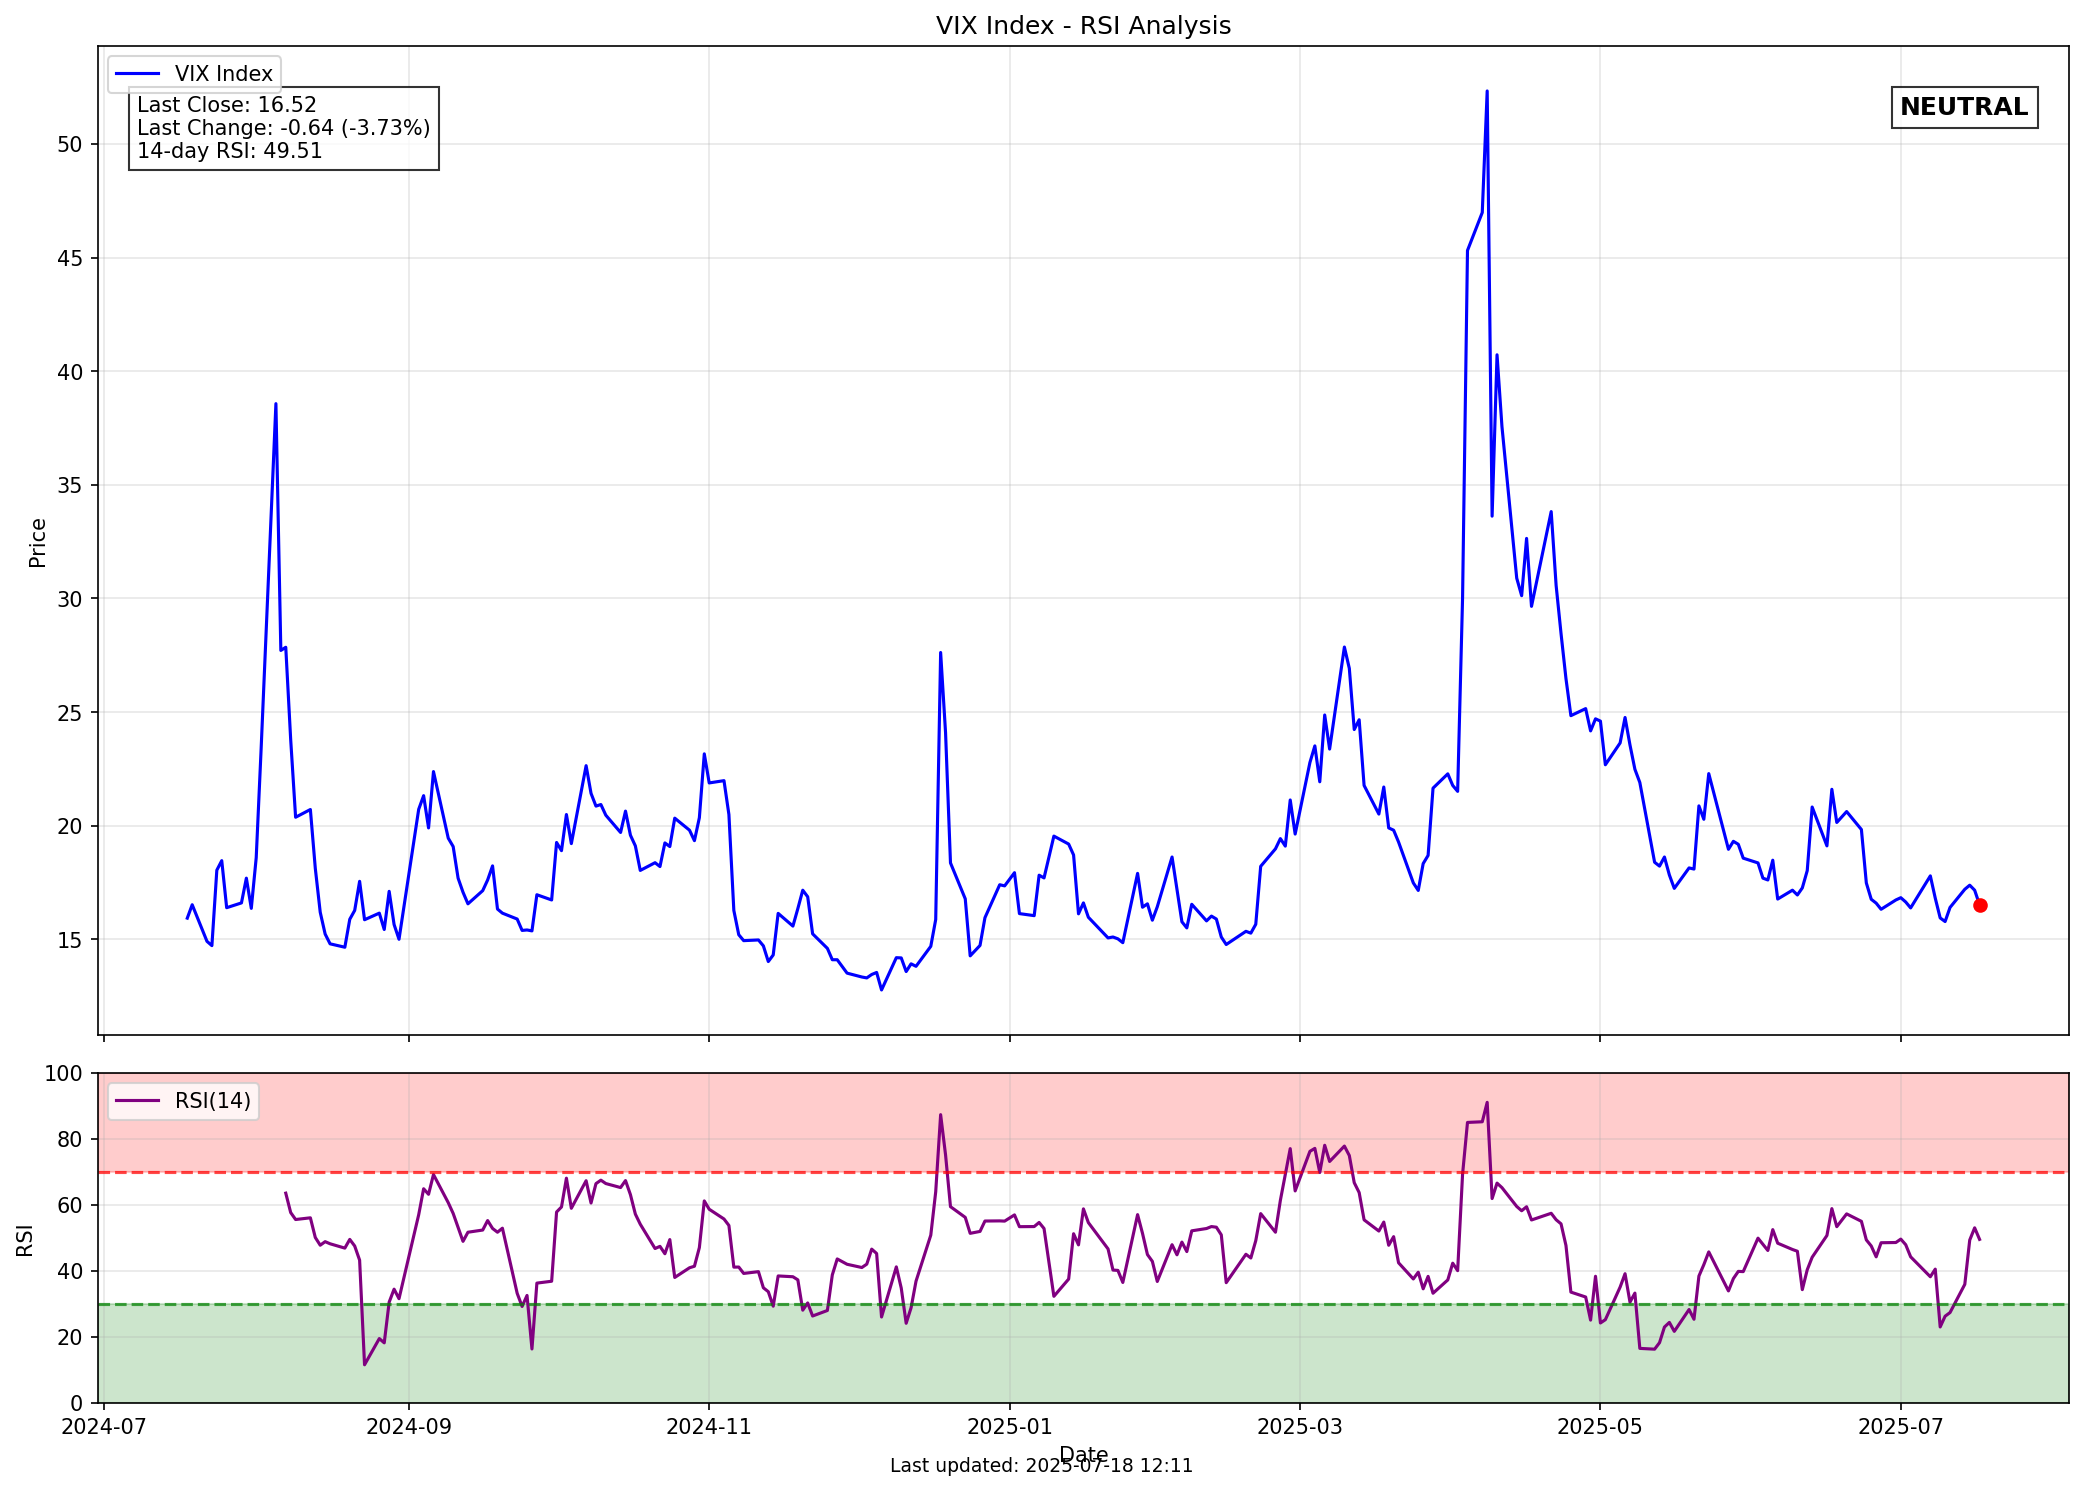 VIX Index - RSI Analysis
VIX Index
Last Close: 16.52
Last Change: -0.64 (-3.73%)
14-day RSI: 49.51
NEUTRAL
Price
50
45
40
35
30
25
20
15
RSI(14)
RSI
100
80
60
40
20
0
2024-07
2024-09
2024-11
2025-01
2025-03
2025-05
2025-07
Date
Last updated: 2025-07-18 12:11